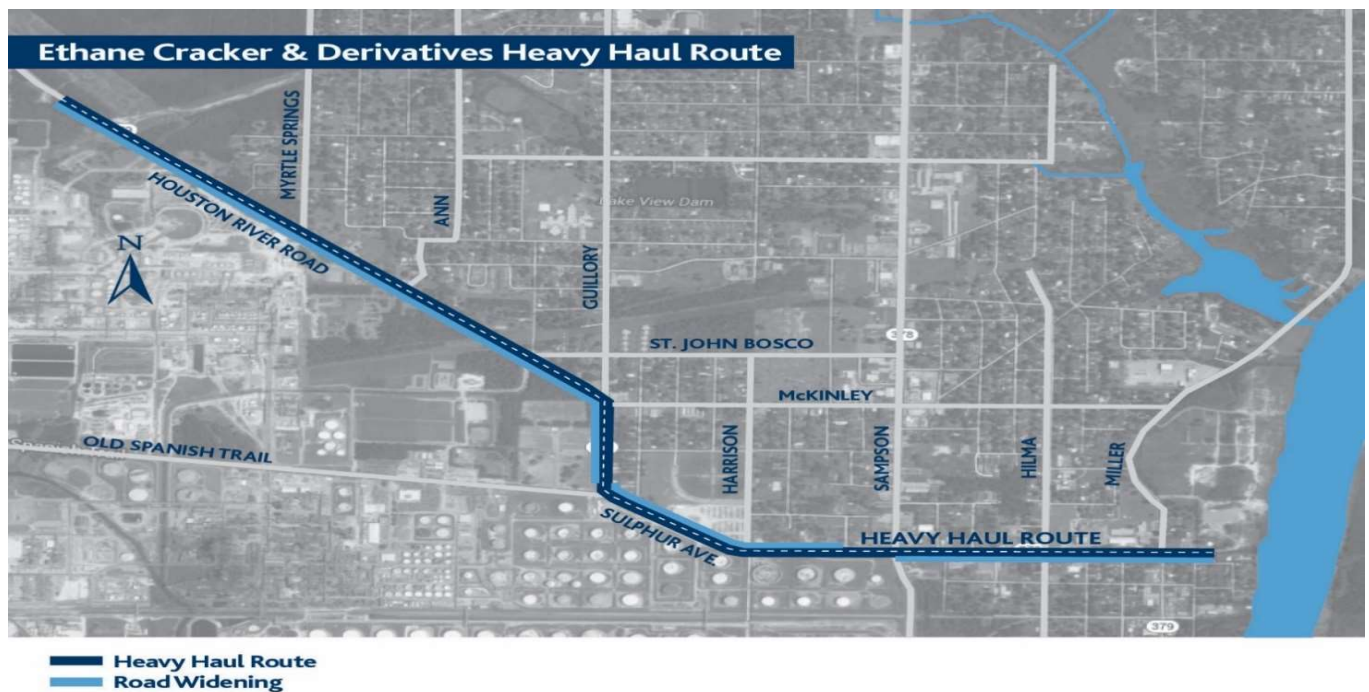 Ethane Cracker & Derivatives Heavy Haul Route
MYRTLE SPRINGS
HOUSTON RIVER ROAD
ANN
Lake View Dam
N
GUILLORY
ST. JOHN BOSCO
378
McKINLEY
OLD SPANISH TRAIL
HARRISON
SAMPSON
HILMA
MILLER
SULPHUR AVE.
HEAVY HAUL ROUTE
379
Heavy Haul Route
Road Widening